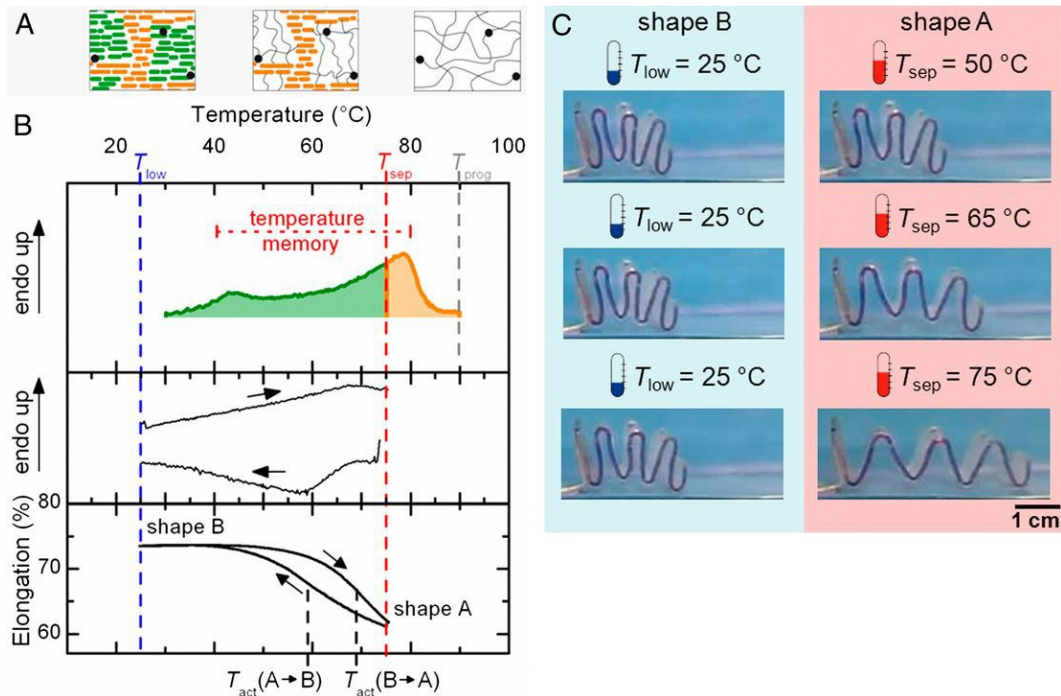 A
Temperature (°C)
B
20 40 60 80 100
T low
T sep
T prog
temperature
memory
endo up
endo up
Elongation (%)
80
70
60
shape B
shape A
T act (A→B) T act (B→A)
C
shape B
shape A
T low = 25 °C
T sep = 50 °C
T low = 25 °C
T sep = 65 °C
T low = 25 °C
T sep = 75 °C
1 cm